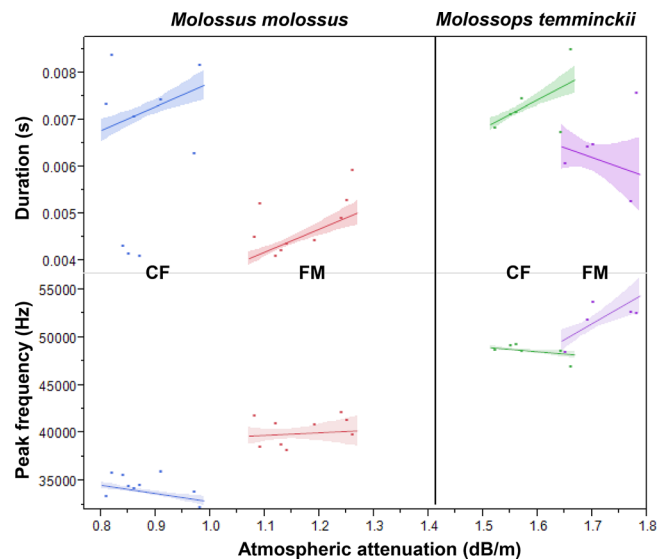 Molossus molossus Molossops temminckii
Duration (s)
0.008
0.007
0.006
0.005
0.004
CF FM CF FM
Peak frequency (Hz)
55000
50000
45000
40000
35000
0.8 0.9 1.0 1.1 1.2 1.3 1.4 1.5 1.6 1.7 1.8
Atmospheric attenuation (dB/m)